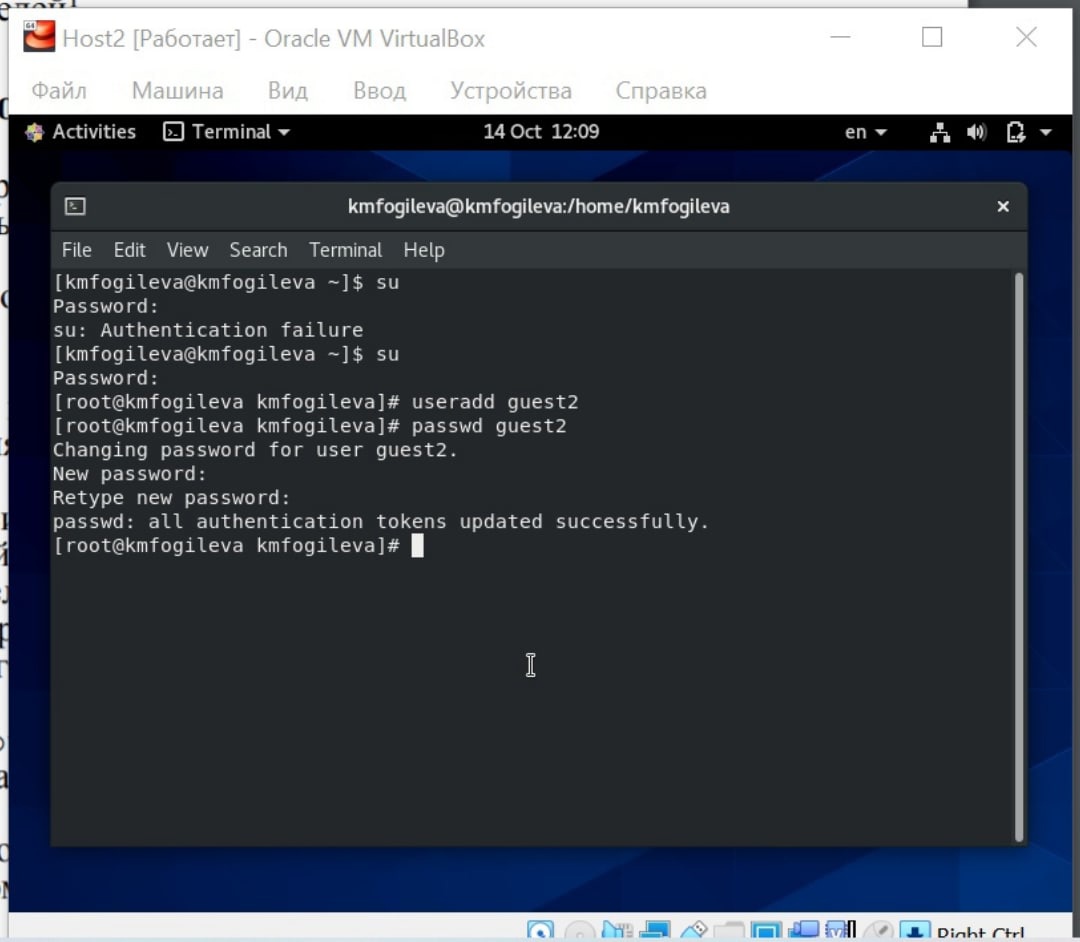 Host2 [Работает] - Oracle VM VirtualBox
Файл Машина Вид Ввод Устройства Справка
Activities Terminal 14 Oct 12:09 en
kmfogileva@kmfogileva:/home/kmfogileva
File Edit View Search Terminal Help
[kmfogileva@kmfogileva ~]$ su
Password:
su: Authentication failure
[kmfogileva@kmfogileva ~]$ su
Password:
[root@kmfogileva kmfogileva]# useradd guest2
[root@kmfogileva kmfogileva]# passwd guest2
Changing password for user guest2.
New password:
Retype new password:
passwd: all authentication tokens updated successfully.
[root@kmfogileva kmfogileva]#
Right Ctrl